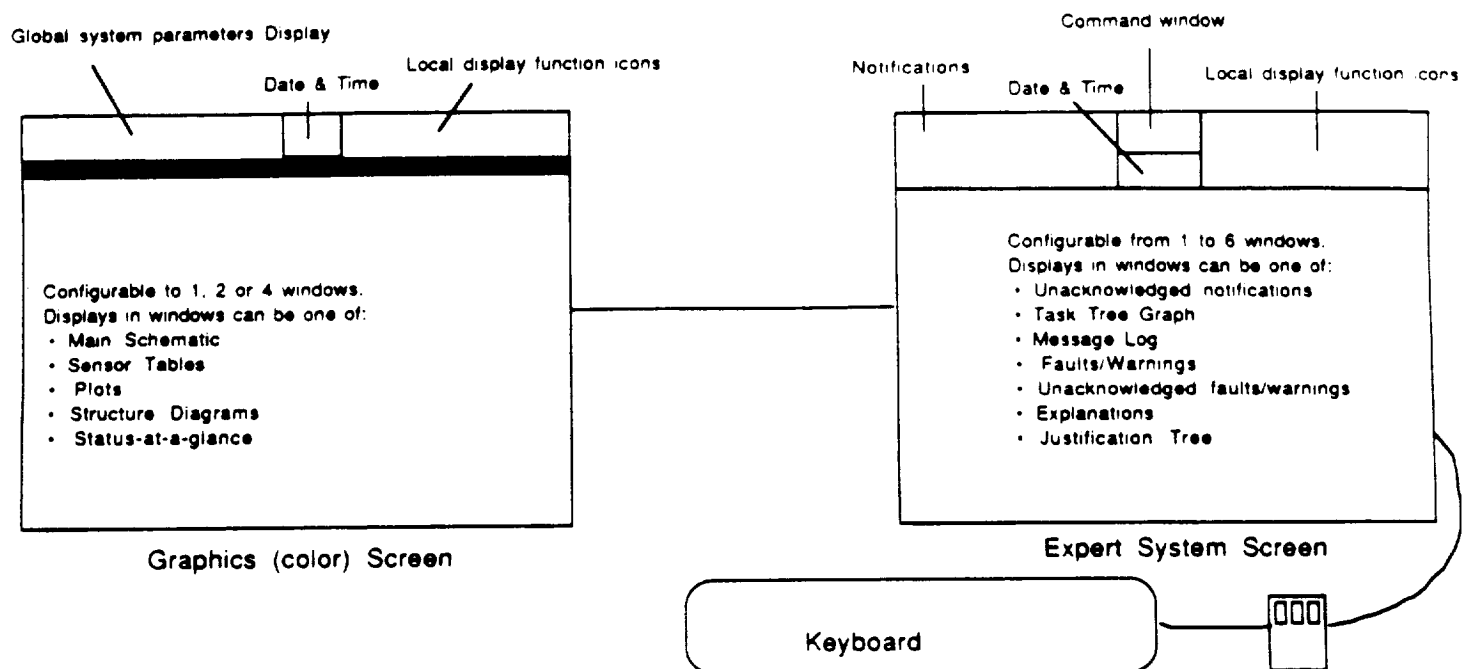 Global system parameters Display
Date & Time
Local display function icons
Configurable to 1, 2 or 4 windows.
Displays in windows can be one of:
· Main Schematic
· Sensor Tables
· Plots
· Structure Diagrams
· Status-at-a-glance
Graphics (color) Screen
Command window
Notifications
Date & Time
Local display function icons
Configurable from 1 to 6 windows.
Displays in windows can be one of:
· Unacknowledged notifications
· Task Tree Graph
· Message Log
· Faults/Warnings
· Unacknowledged faults/warnings
· Explanations
· Justification Tree
Expert System Screen
Keyboard